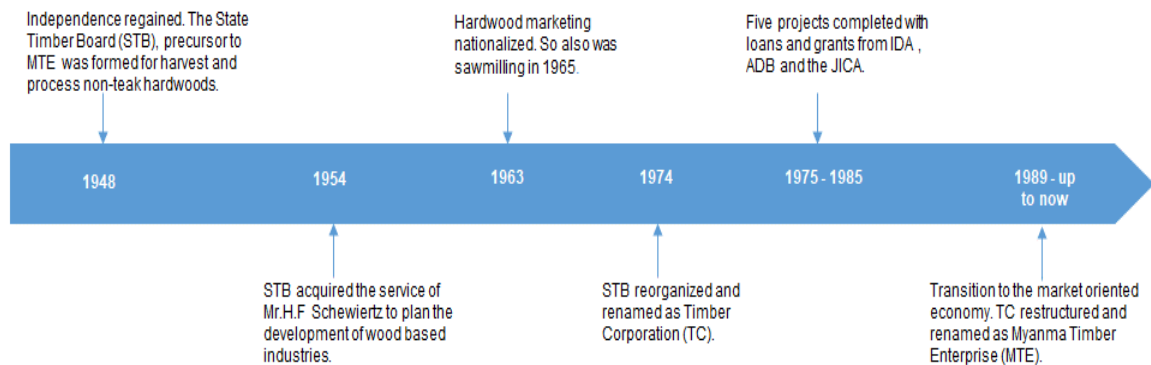 Independence regained. The State
Timber Board (STB), precursor to
MTE was formed for harvest and
process non-teak hardwoods.
Hardwood marketing
nationalized. So also was
sawmilling in 1965.
Five projects completed with
loans and grants from IDA ,
ADB and the JICA.
1948
1954
1963
1974
1975 - 1985
1989 - up
to now
STB acquired the service of
Mr.H.F Schewiertz to plan the
development of wood based
industries.
STB reorganized and
renamed as Timber
Corporation (TC).
Transition to the market oriented
economy. TC restructured and
renamed as Myanma Timber
Enterprise (MTE).